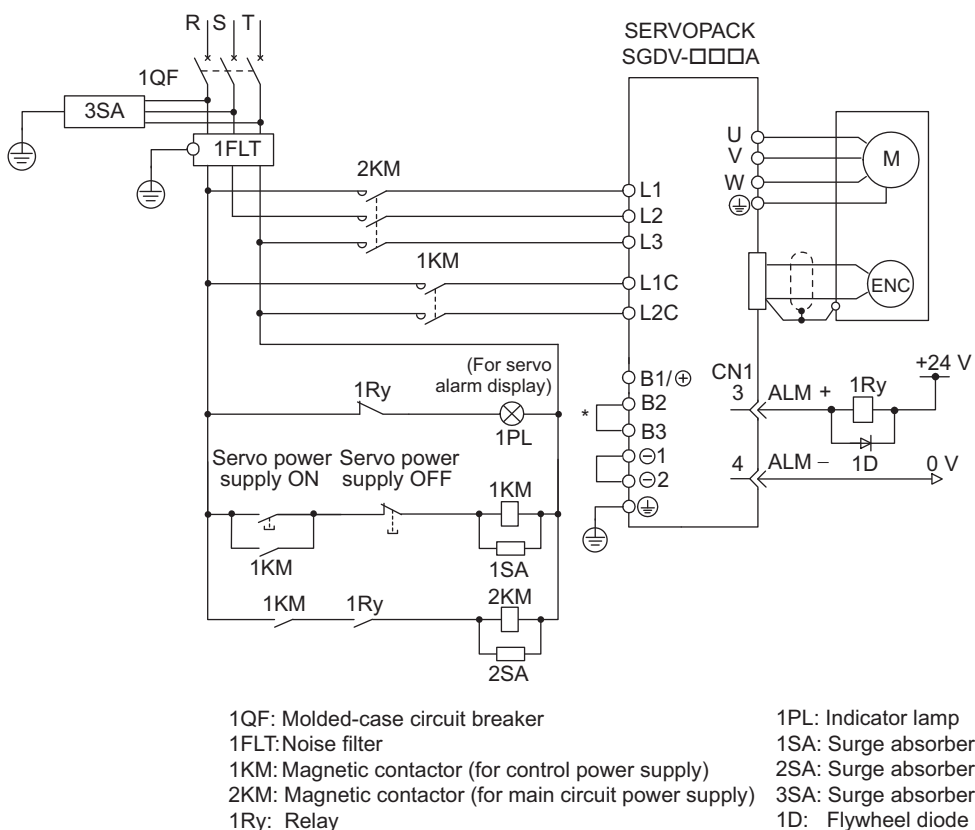 R S T
SERVOPACK
SGDV-□□□A
1QF
3SA
1FLT
U
V
W
M
2KM
L1
L2
L3
1KM
L1C
L2C
ENC
(For servo
alarm display)
1Ry
1PL
B1/⊕
B2
*
B3
⊖1
⊖2
CN1
3
ALM +
1Ry
+24 V
1D
4
ALM −
0 V
Servo power
supply ON
Servo power
supply OFF
1KM
1KM
1SA
1KM
1Ry
2KM
2SA
1QF: Molded-case circuit breaker
1FLT: Noise filter
1KM: Magnetic contactor (for control power supply)
2KM: Magnetic contactor (for main circuit power supply)
1Ry: Relay
1PL: Indicator lamp
1SA: Surge absorber
2SA: Surge absorber
3SA: Surge absorber
1D: Flywheel diode